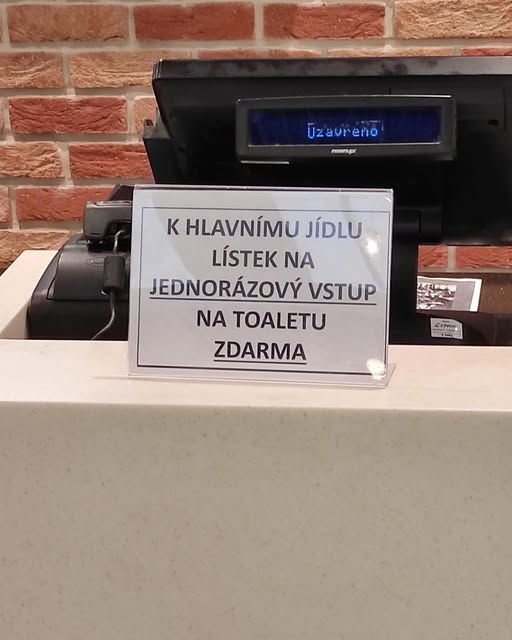 Uzavřeno
K HLAVNÍMU JÍDLU
LÍSTEK NA
JEDNORÁZOVÝ VSTUP
NA TOALETU
ZDARMA